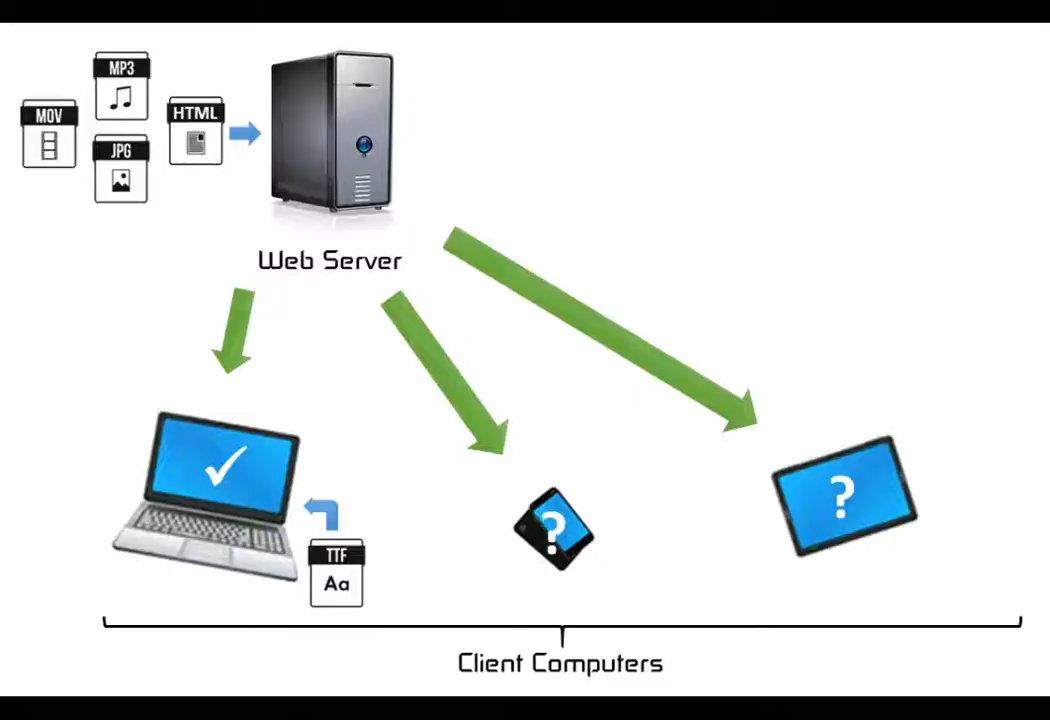 MP3
MOV
HTML
JPG
Web Server
?
?
TTF
Aa
Client Computers